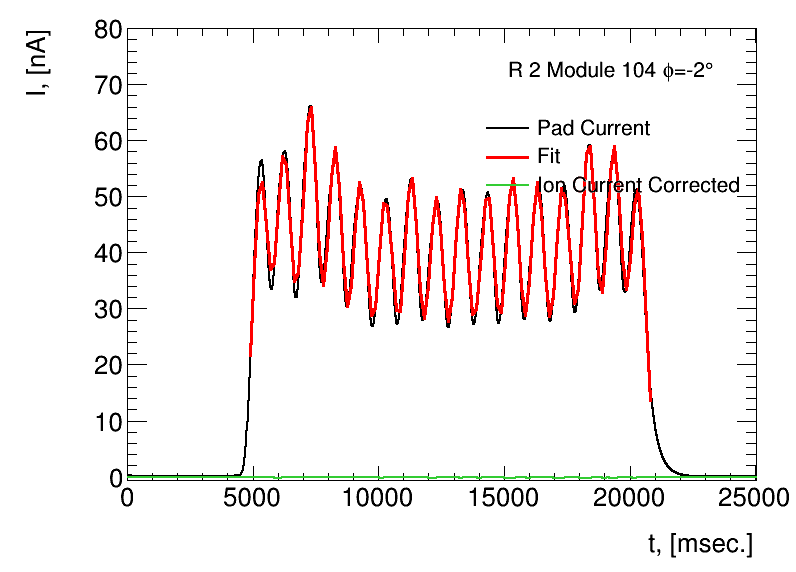 I, [nA]
80
70
60
50
40
30
20
10
0
R 2 Module 104 ϕ=-2°
Pad Current
Fit
Ion Current Corrected
0 5000 10000 15000 20000 25000
t, [msec.]